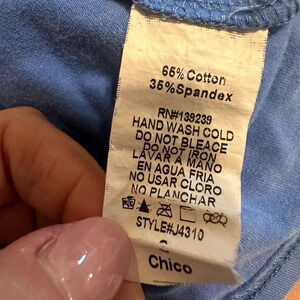 65% Cotton
35% Spandex
RN#139239
HAND WASH COLD
DO NOT BLEACE
DO NOT IRON
LAVAR A MANO
EN AGUA FRIA
NO USAR CLORO
NO PLANCHAR
STYLE#J4310
Chico